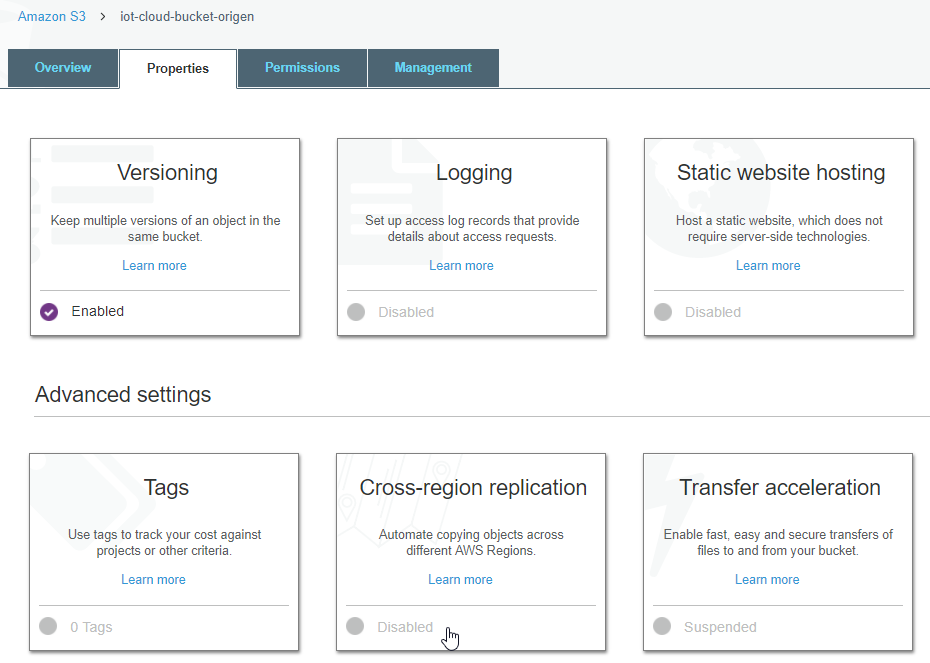 Amazon S3 > iot-cloud-bucket-origen
Overview Properties Permissions Management
Versioning
Keep multiple versions of an object in the
same bucket.
Learn more
Enabled
Logging
Set up access log records that provide
details about access requests.
Learn more
Disabled
Static website hosting
Host a static website, which does not
require server-side technologies.
Learn more
Disabled
Advanced settings
Tags
Use tags to track your cost against
projects or other criteria.
Learn more
0 Tags
Cross-region replication
Automate copying objects across
different AWS Regions.
Learn more
Disabled
Transfer acceleration
Enable fast, easy and secure transfers of
files to and from your bucket.
Learn more
Suspended